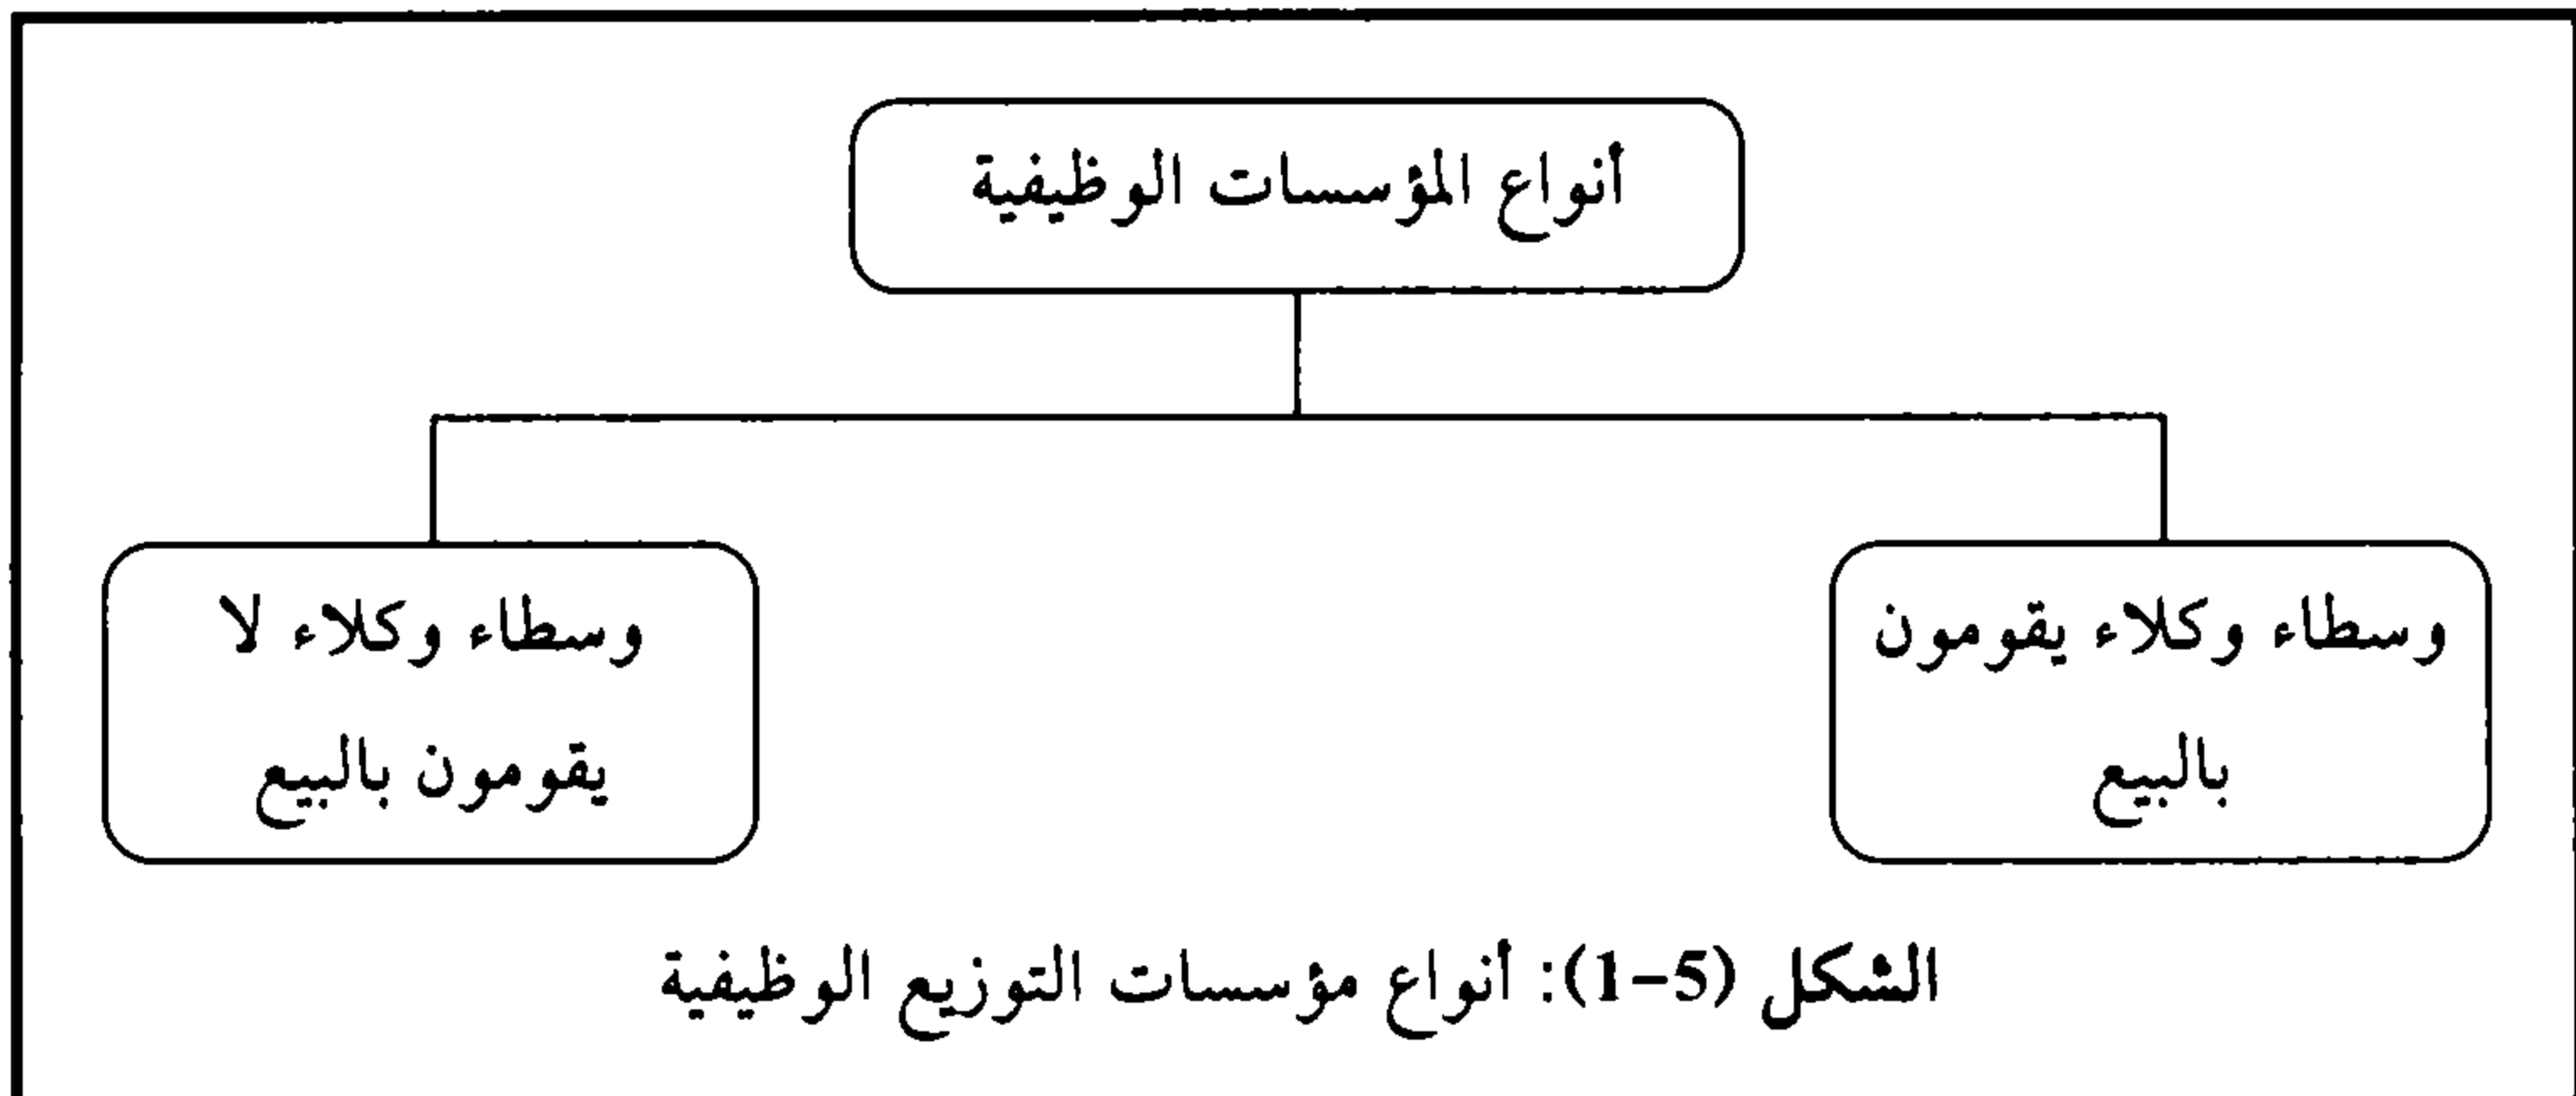 أنواع المؤسسات الوظيفية
وسطاء وكلاء يقومون
بالبيع
وسطاء وكلاء لا
يقومون بالبيع
الشكل (5-1): أنواع مؤسسات التوزيع الوظيفية